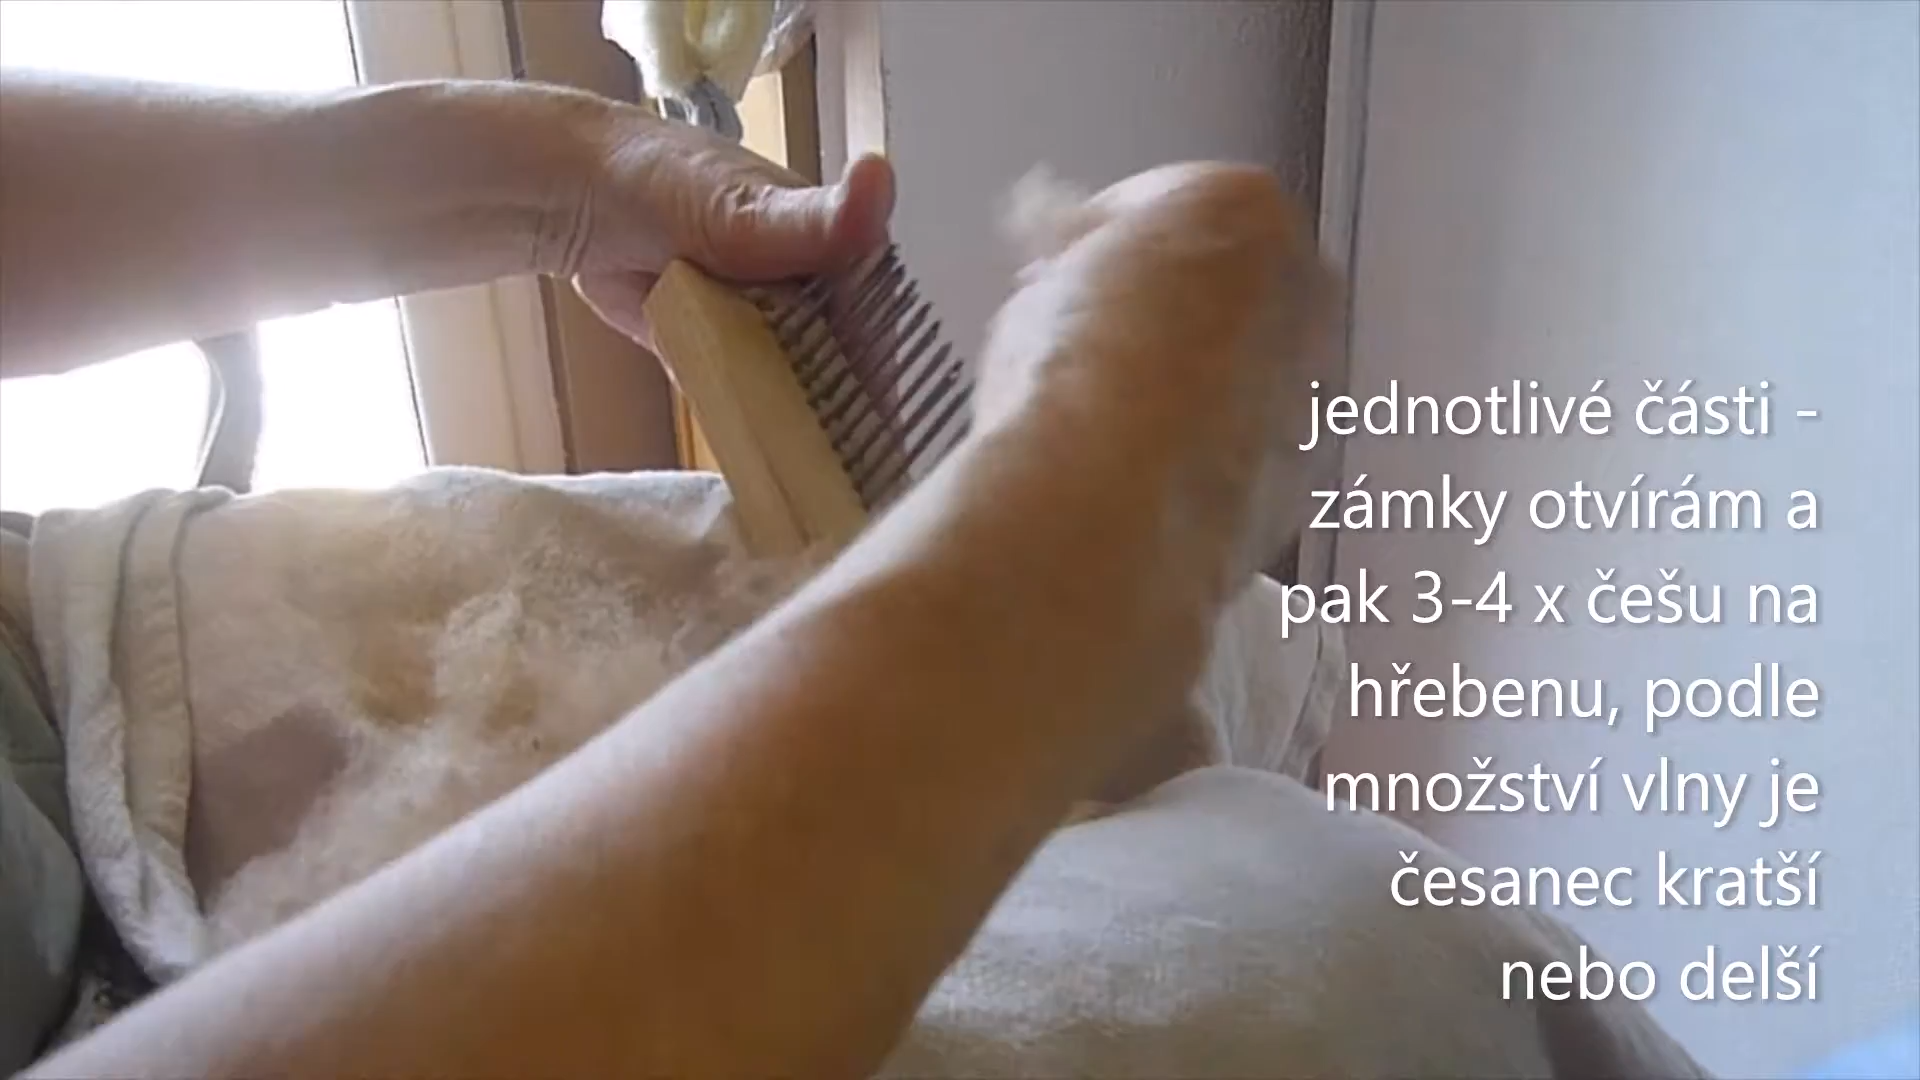 jednotlivé části -
zámky otvírám a
pak 3-4 x češu na
hřebenu, podle
množství vlny je
česanec kratší
nebo delší